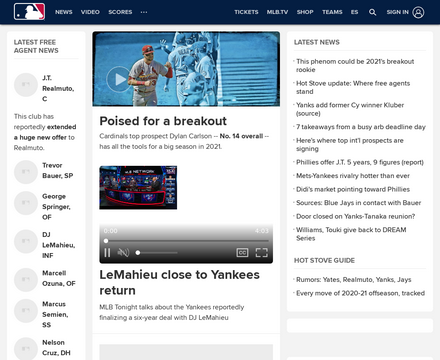 NEWS VIDEO SCORES ··· TICKETS MLB.TV SHOP TEAMS ES SIGN IN
LATEST FREE
AGENT NEWS
J.T.
Realmuto,
C
This club has
reportedly extended
a huge new offer to
Realmuto.
Trevor
Bauer, SP
George
Springer,
OF
DJ
LeMahieu,
INF
Marcell
Ozuna, OF
Marcus
Semien,
SS
Nelson
Cruz, DH
Poised for a breakout
Cardinals top prospect Dylan Carlson -- No. 14 overall --
has all the tools for a big season in 2021.
MLB NETWORK
0:00 4:03
CC
LeMahieu close to Yankees
return
MLB Tonight talks about the Yankees reportedly
finalizing a six-year deal with DJ LeMahieu
LATEST NEWS
This phenom could be 2021's breakout
rookie
Hot Stove update: Where free agents
stand
Yanks add former Cy winner Kluber
(source)
7 takeaways from a busy arb deadline day
Here's where top int'l prospects are
signing
Phillies offer J.T. 5 years, 9 figures (report)
Mets-Yankees rivalry hotter than ever
Didi's market pointing toward Phillies
Sources: Blue Jays in contact with Bauer
Door closed on Yanks-Tanaka reunion?
Williams, Touki give back to DREAM
Series
HOT STOVE GUIDE
Rumors: Yates, Realmuto, Yanks, Jays
Every move of 2020-21 offseason, tracked